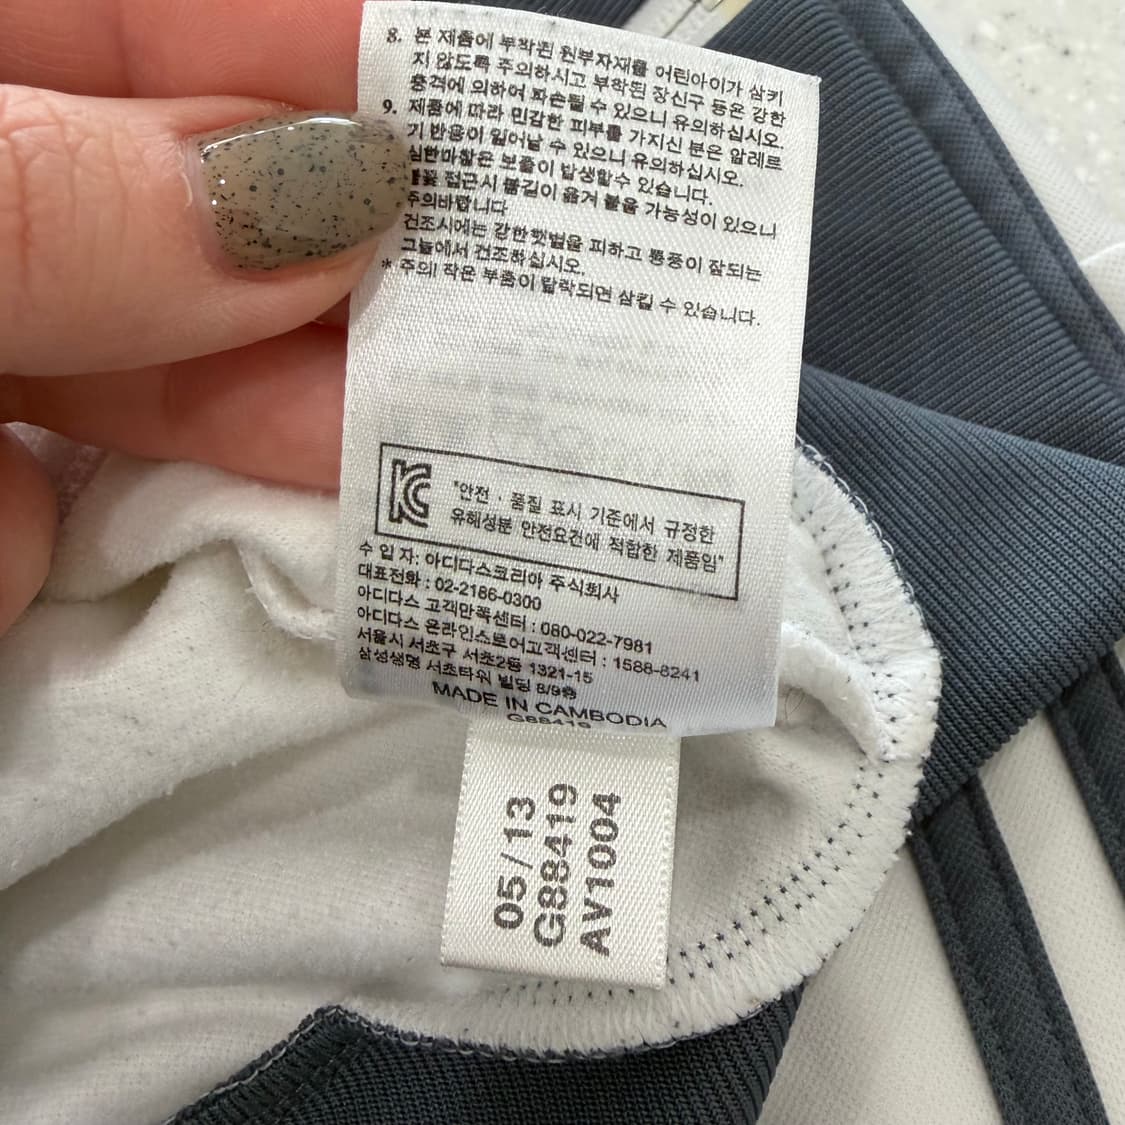 8. 본 제품에 부착된 원부자재를 어린아이가 삼키
지 않도록 주의하시고 부착된 장신구 등은 강한
충격에 의하여 파손될 수 있으니 유의하십시오.
9. 제품에 따라 민감한 피부를 가지신 분은 알레르
기 반응이 일어날 수 있으니 유의하십시오.
심한마찰은 보풀이 발생할수 있습니다.
불꽃 접근시 불길이 옮겨 붙을 가능성이 있으니
주의바랍니다
건조시에는 강한햇볕을 피하고 통풍이 잘되는
그늘에서 건조하십시오.
* 주의! 작은 부품이 탈락되면 삼킬 수 있습니다.
"안전 · 품질 표시 기준에서 규정한
유해성분 안전요건에 적합한 제품임"
수 입 자: 아디다스코리아 주식회사
대표전화 : 02-2186-0300
아디다스 고객만족센터 : 080-022-7981
아디다스 온라인스토어고객센터 : 1588-8241
서울시 서초구 서초2동 1321-15
삼성생명 서초타워 빌딩 8/9층
MADE IN CAMBODIA
G88419
05/13
G88419
AV1004